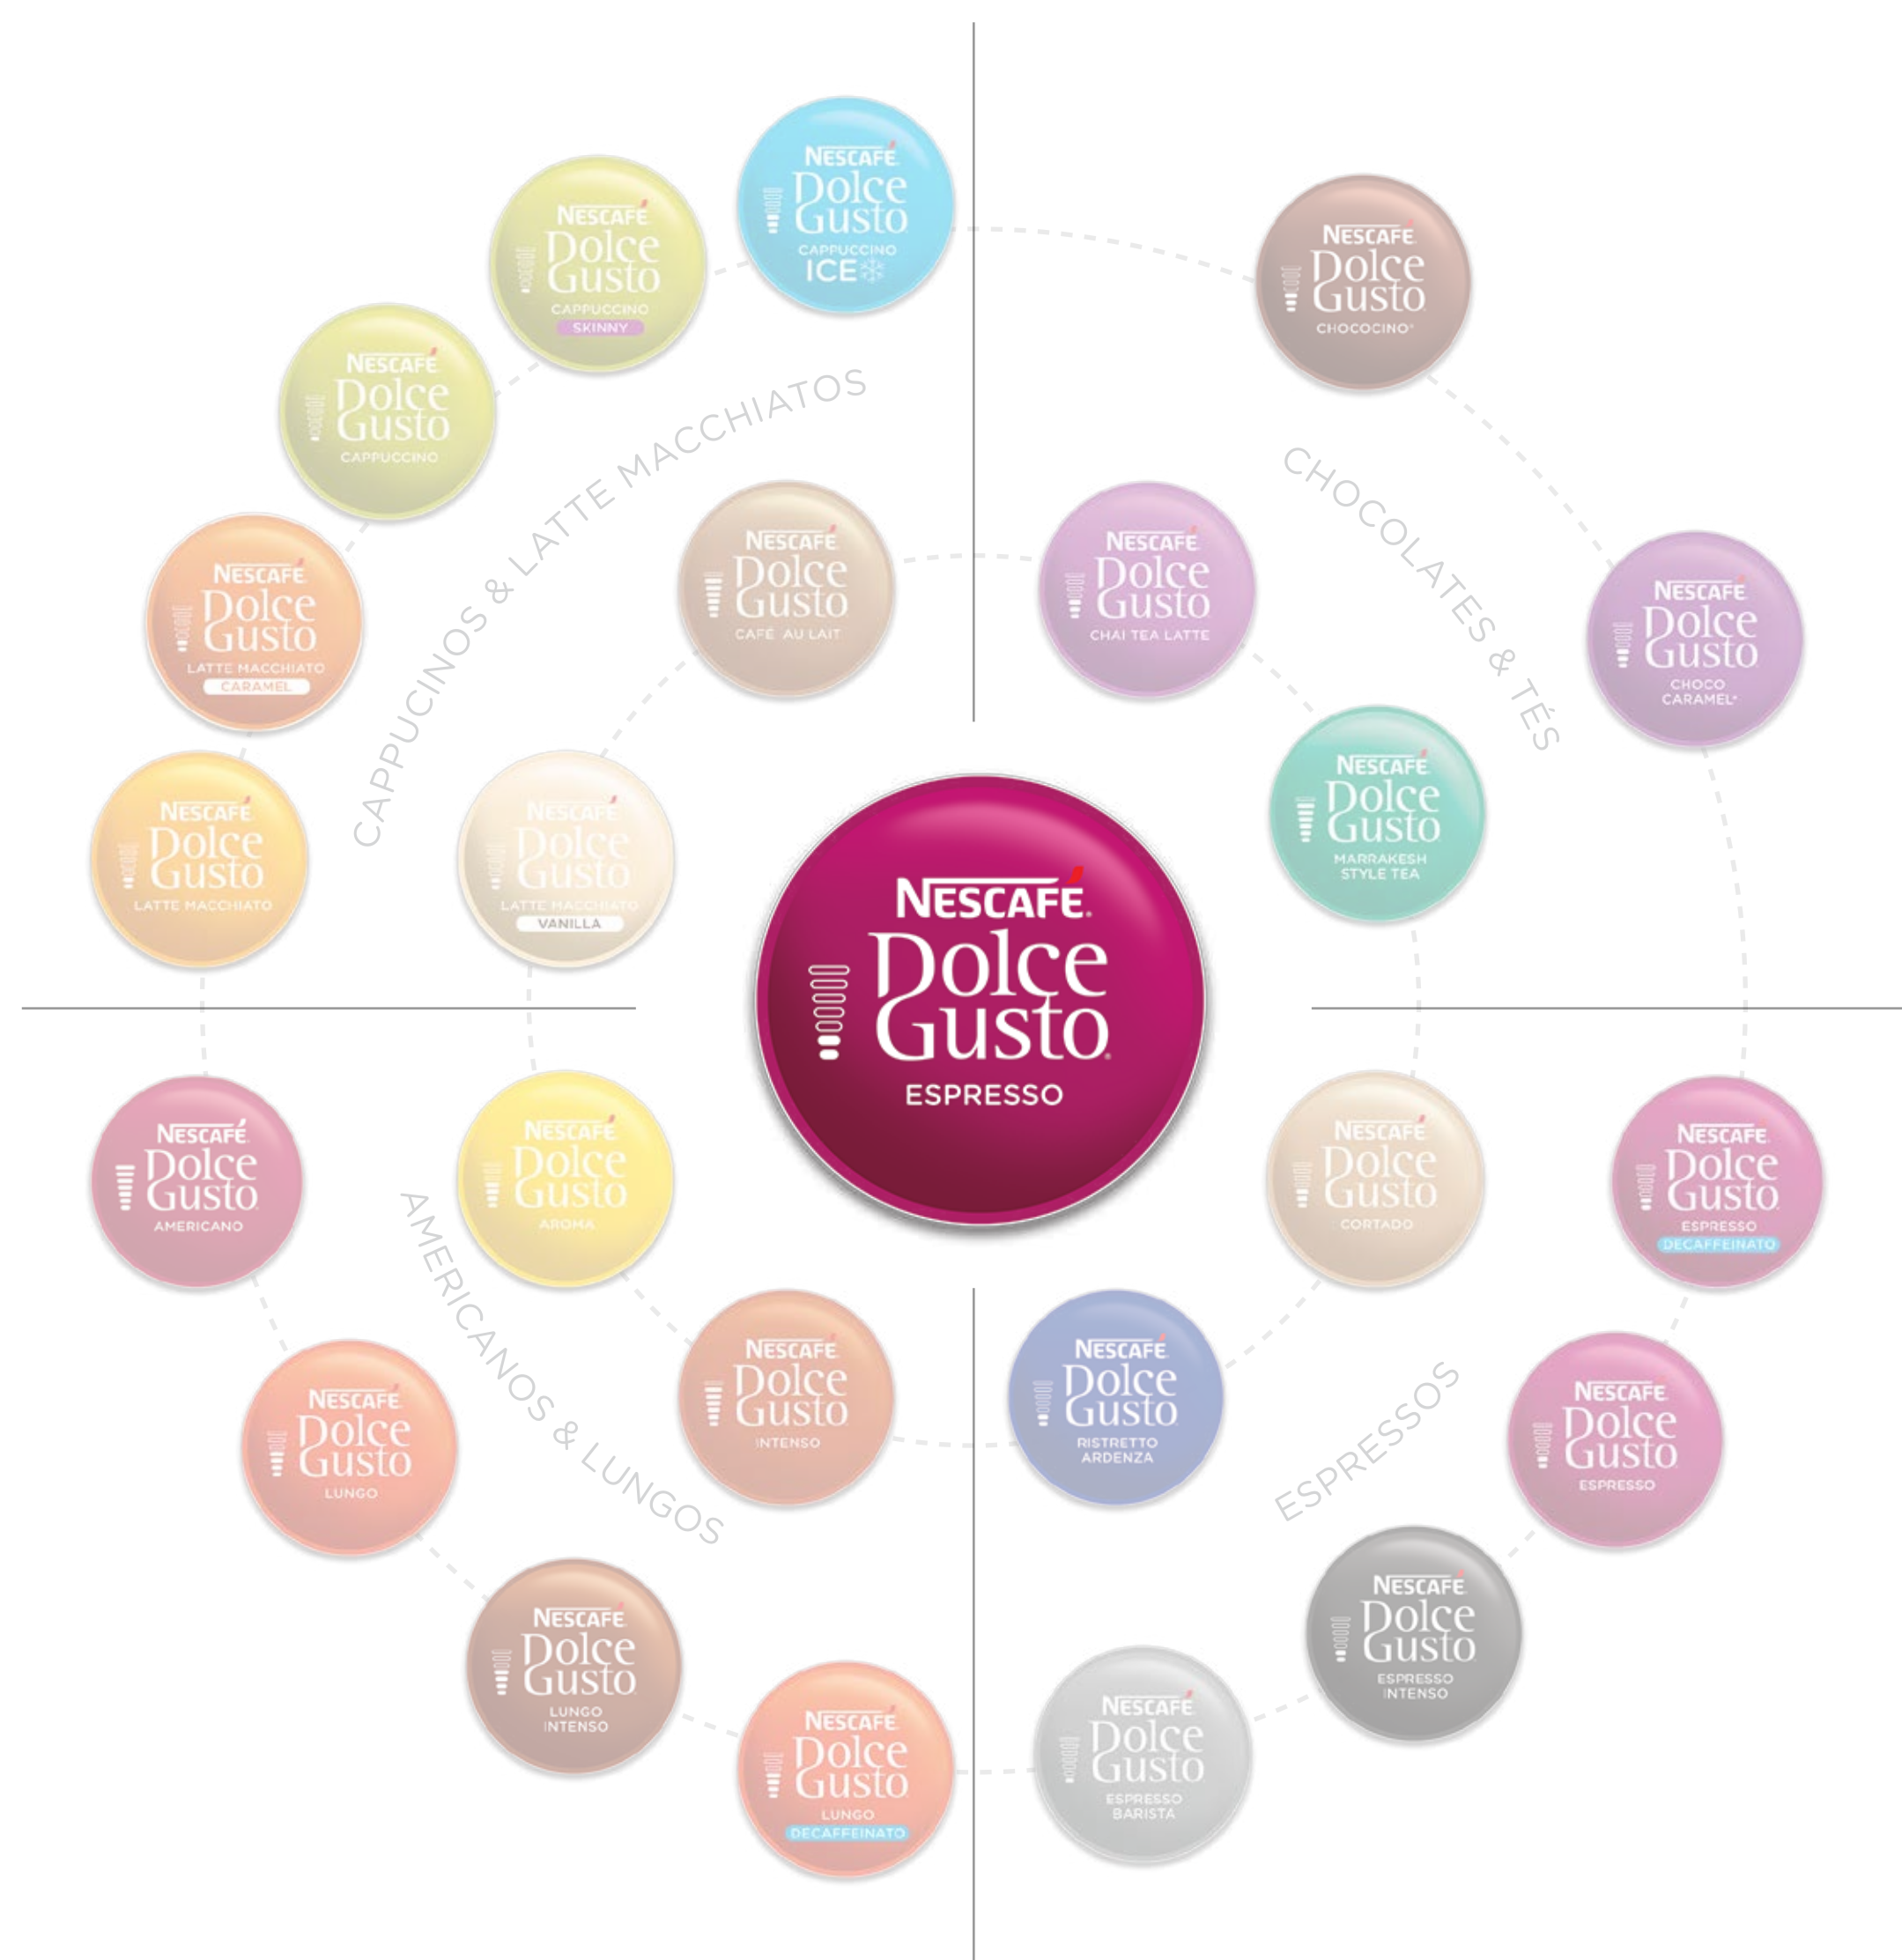 NESCAFÉ
Dolce
Gusto
CAPPUCCINO
ICE
NESCAFÉ
Dolce
Gusto
CAPPUCCINO
SKINNY
NESCAFÉ
Dolce
Gusto
CAPPUCCINO
NESCAFÉ
Dolce
Gusto
LATTE MACCHIATO
CARAMEL
NESCAFÉ
Dolce
Gusto
LATTE MACCHIATO
CAPPUCINOS & LATTE MACCHIATOS
NESCAFÉ
Dolce
Gusto
CAFÉ AU LAIT
NESCAFÉ
Dolce
Gusto
LATTE MACCHIATO
VANILLA
NESCAFÉ
Dolce
Gusto
CHOCOCINO*
CHOCOLATES & TÉS
NESCAFÉ
Dolce
Gusto
CHAI TEA LATTE
NESCAFÉ
Dolce
Gusto
CHOCO
CARAMEL*
NESCAFÉ
Dolce
Gusto
MARRAKESH
STYLE TEA
NESCAFÉ®
Dolce
Gusto®
ESPRESSO
NESCAFÉ
Dolce
Gusto
AMERICANO
NESCAFÉ
Dolce
Gusto
AROMA
AMERICANOS & LUNGOS
NESCAFÉ
Dolce
Gusto
INTENSO
NESCAFÉ
Dolce
Gusto
LUNGO
NESCAFÉ
Dolce
Gusto
LUNGO
INTENSO
NESCAFÉ
Dolce
Gusto
LUNGO
DECAFFEINATO
NESCAFÉ
Dolce
Gusto
CORTADO
NESCAFÉ
Dolce
Gusto
ESPRESSO
DECAFFEINATO
NESCAFÉ
Dolce
Gusto
RISTRETTO
ARDENZA
ESPRESSOS
NESCAFÉ
Dolce
Gusto
ESPRESSO
NESCAFÉ
Dolce
Gusto
ESPRESSO
INTENSO
NESCAFÉ
Dolce
Gusto
ESPRESSO
BARISTA